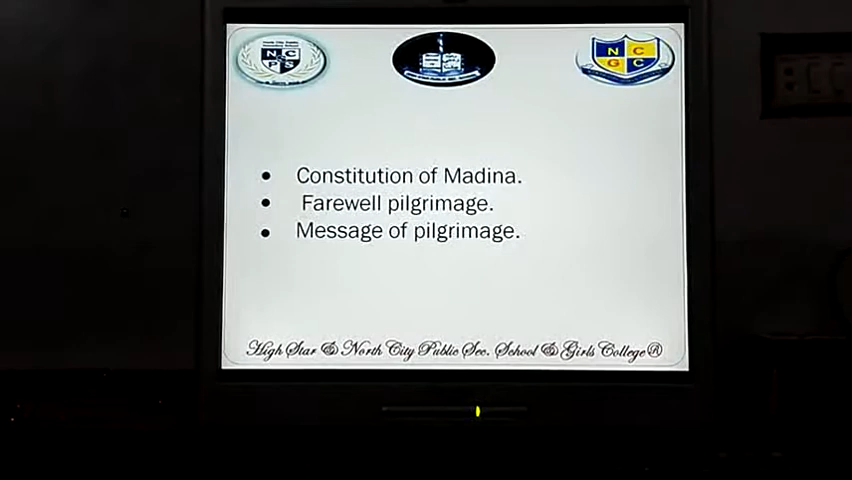 N C
P S
N C
G C
• Constitution of Madina.
• Farewell pilgrimage.
• Message of pilgrimage.
High Star & North City Public Sec. School & Girls College ®